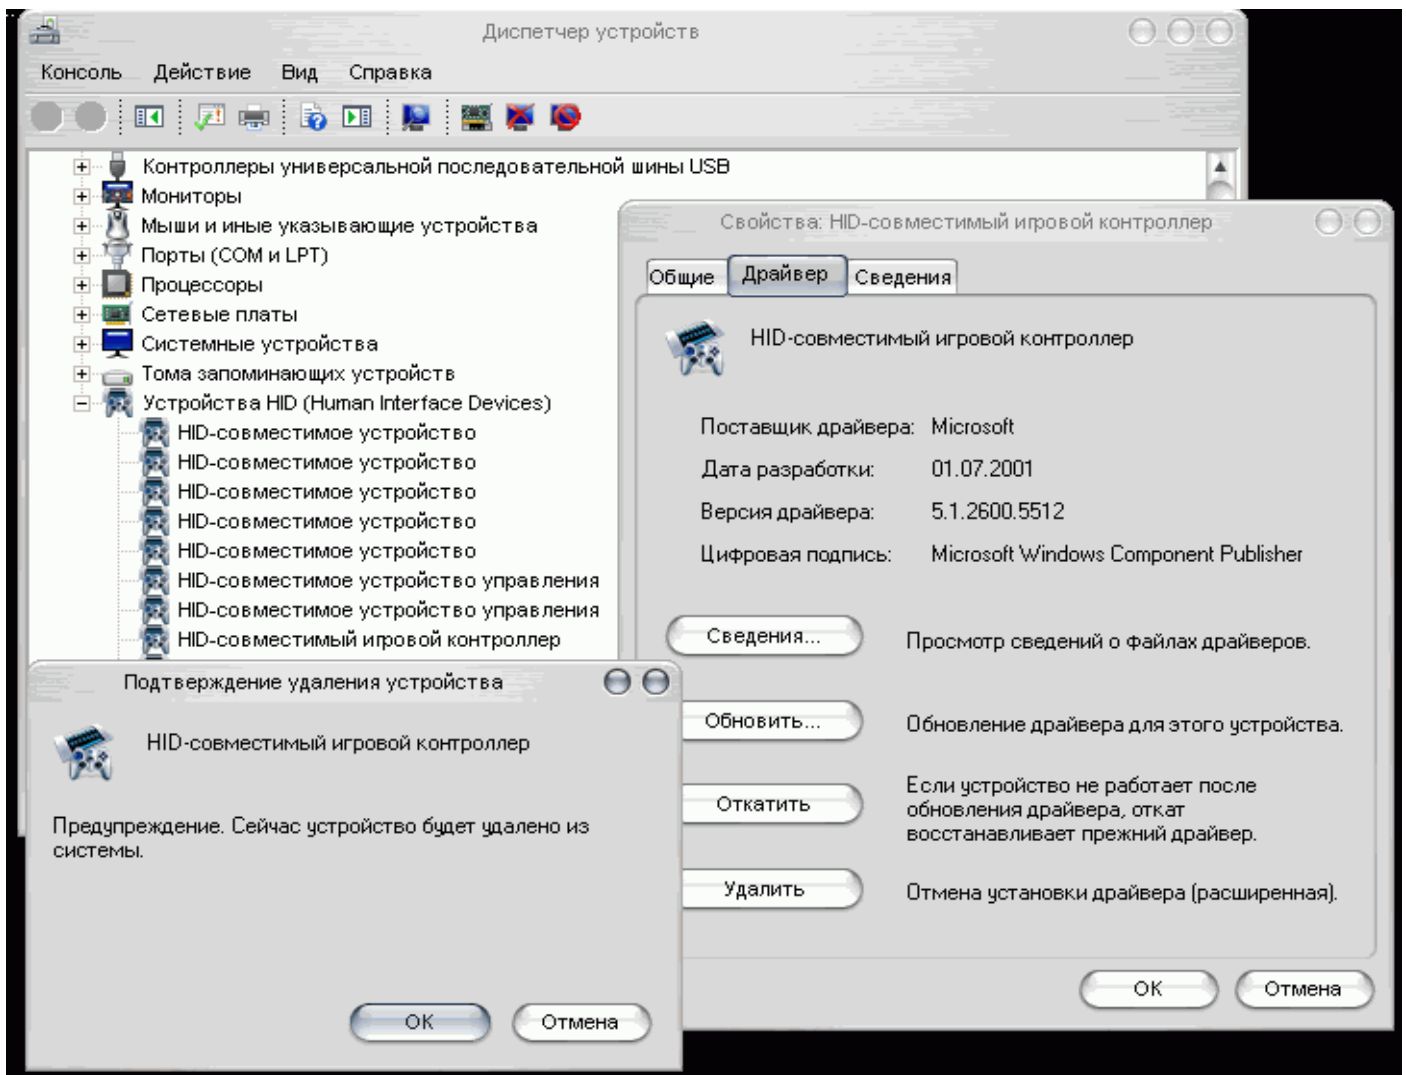 Диспетчер устройств
Консоль Действие Вид Справка
Контроллеры универсальной последовательной шины USB
Мониторы
Мыши и иные указывающие устройства
Порты (COM и LPT)
Процессоры
Сетевые платы
Системные устройства
Тома запоминающих устройств
Устройства HID (Human Interface Devices)
HID-совместимое устройство
HID-совместимое устройство
HID-совместимое устройство
HID-совместимое устройство
HID-совместимое устройство
HID-совместимое устройство управления
HID-совместимое устройство управления
HID-совместимый игровой контроллер
Свойства: HID-совместимый игровой контроллер
Общие Драйвер Сведения
HID-совместимый игровой контроллер
Поставщик драйвера: Microsoft
Дата разработки: 01.07.2001
Версия драйвера: 5.1.2600.5512
Цифровая подпись: Microsoft Windows Component Publisher
Сведения... Просмотр сведений о файлах драйверов.
Обновить... Обновление драйвера для этого устройства.
Откатить Если устройство не работает после
обновления драйвера, откат
восстанавливает прежний драйвер.
Удалить Отмена установки драйвера (расширенная).
OK Отмена
Подтверждение удаления устройства
HID-совместимый игровой контроллер
Предупреждение. Сейчас устройство будет удалено из
системы.
OK Отмена